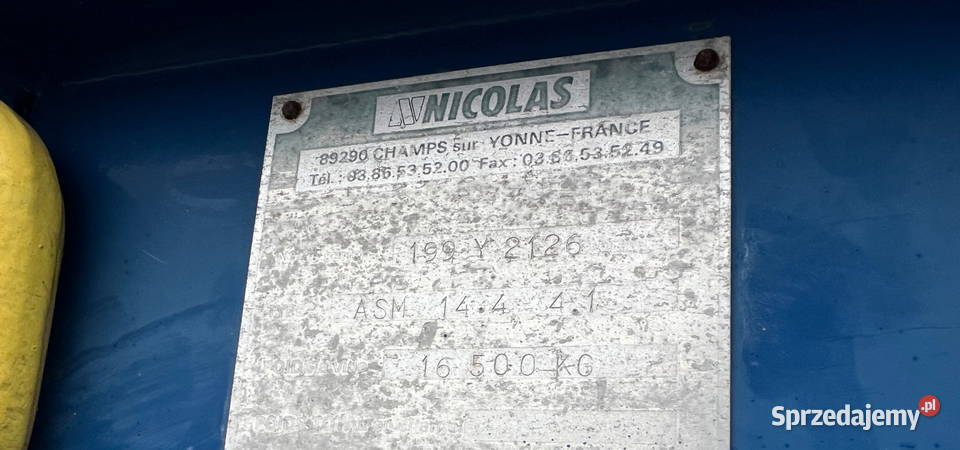 NICOLAS
89290 CHAMPS sur YONNE-FRANCE
Tél.: 03.86.53.52.00 Fax: 03.86.53.52.49
199 Y 2126
ASM 14.4 4.1
16 500 KG
Sprzedajemy.pl